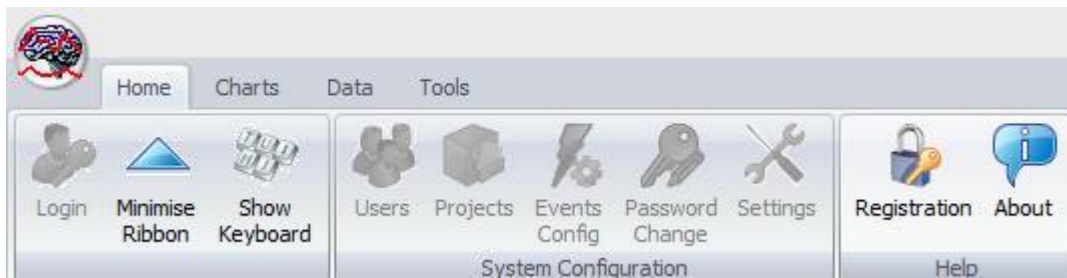 Home Charts Data Tools
Login Minimise Ribbon Show Keyboard Users Projects Events Config Password Change Settings Registration About
System Configuration Help